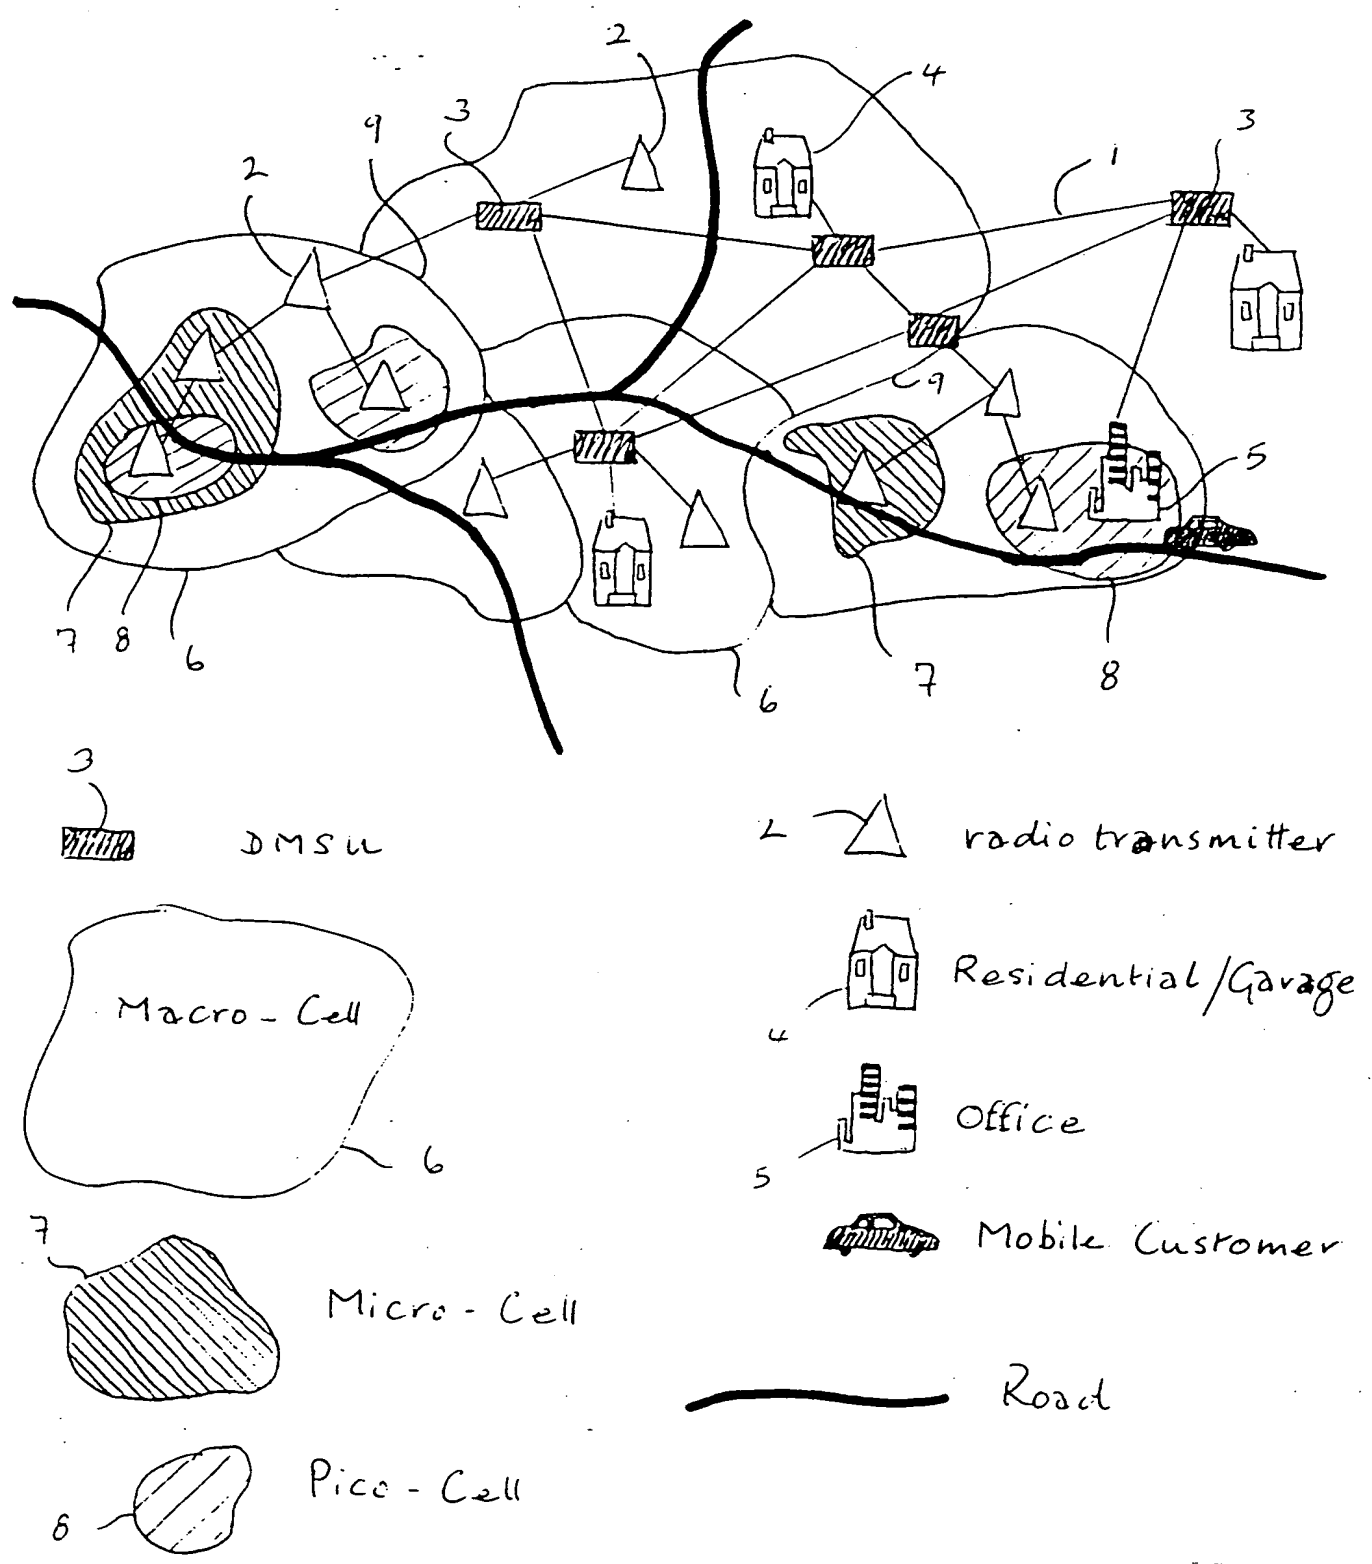 2
4
3
9
3
1
2
9
5
7
8
6
7
8
6
3
DMSU
2
radio transmitter
Macro - Cell
6
Residential/Garage
4
Office
5
7
Micro - Cell
Mobile Customer
Road
Pico - Cell
8